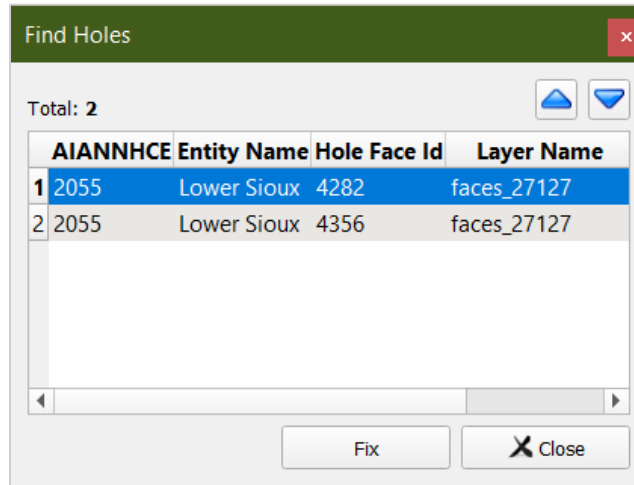 Find Holes
Total: 2
AIANNHCE Entity Name Hole Face Id Layer Name
1 2055 Lower Sioux 4282 faces_27127
2 2055 Lower Sioux 4356 faces_27127
Fix Close